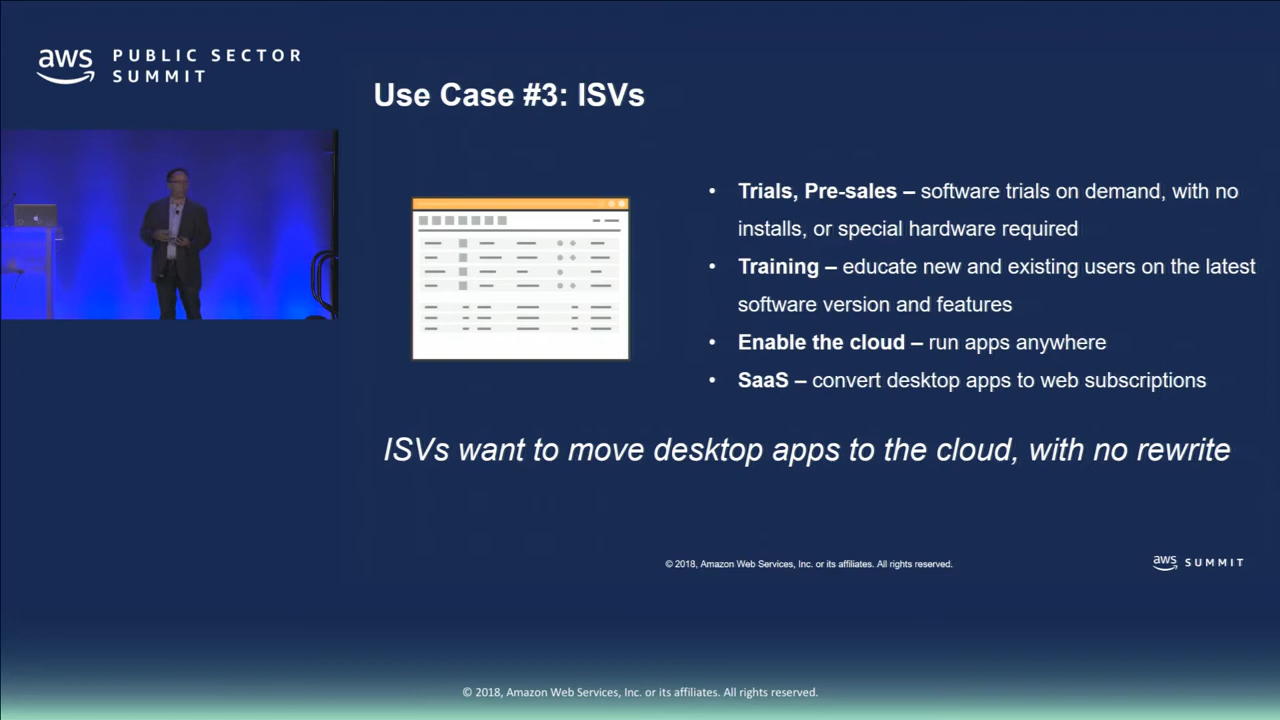 aws PUBLIC SECTOR
SUMMIT
Use Case #3: ISVs
• Trials, Pre-sales – software trials on demand, with no
installs, or special hardware required
• Training – educate new and existing users on the latest
software version and features
• Enable the cloud – run apps anywhere
• SaaS – convert desktop apps to web subscriptions
ISVs want to move desktop apps to the cloud, with no rewrite
© 2018, Amazon Web Services, Inc. or its affiliates. All rights reserved.
aws SUMMIT
© 2018, Amazon Web Services, Inc. or its affiliates. All rights reserved.